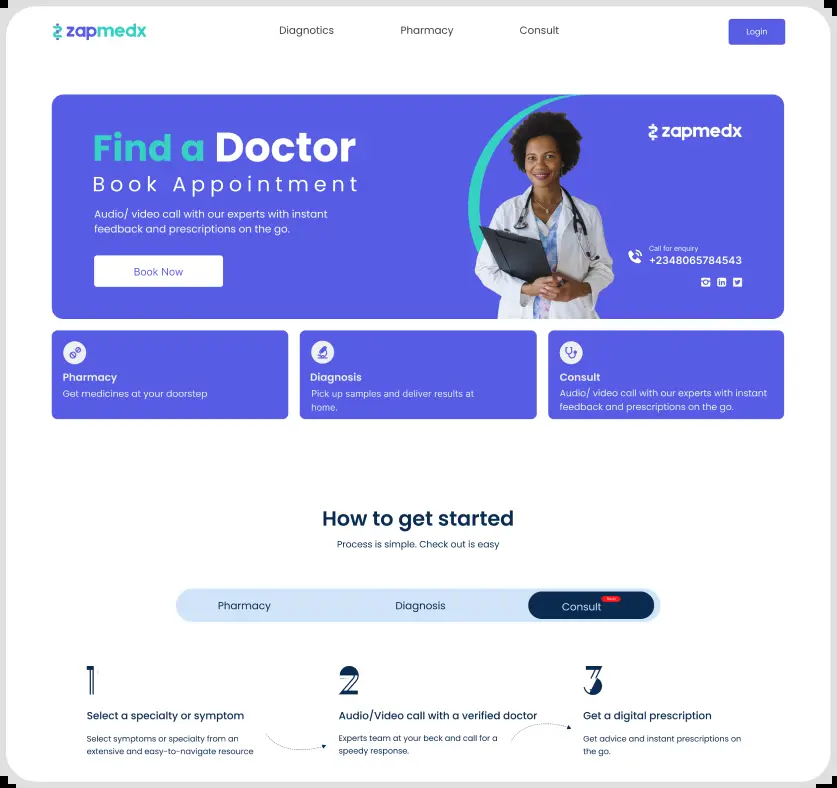 zapmedx
Diagnotics
Pharmacy
Consult
Login
Find a Doctor
Book Appointment
Audio/ video call with our experts with instant
feedback and prescriptions on the go.
Book Now
zapmedx
Call for enquiry
+2348065784543
Pharmacy
Get medicines at your doorstep
Diagnosis
Pick up samples and deliver results at
home.
Consult
Audio/ video call with our experts with instant
feedback and prescriptions on the go.
How to get started
Process is simple. Check out is easy
Pharmacy
Diagnosis
Consult
1
2
3
Select a specialty or symptom
Select symptoms or specialty from an
extensive and easy-to-navigate resource
Audio/Video call with a verified doctor
Experts team at your beck and call for a
speedy response.
Get a digital prescription
Get advice and instant prescriptions on
the go.